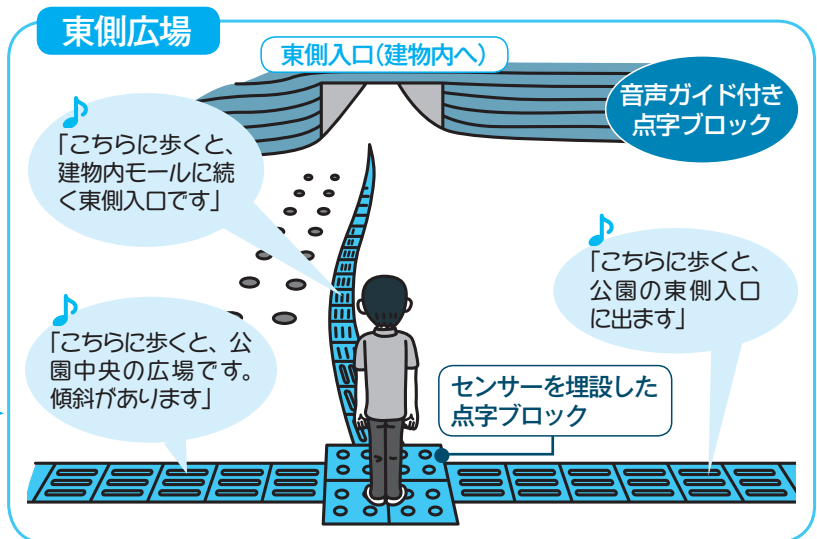 東側広場
東側入口(建物内へ)
音声ガイド付き
点字ブロック
「こちらに歩くと、
建物内モールに続
く東側入口です」
「こちらに歩くと、
公園の東側入口
に出ます」
「こちらに歩くと、公
園中央の広場です。
傾斜があります」
センサーを埋設した
点字ブロック